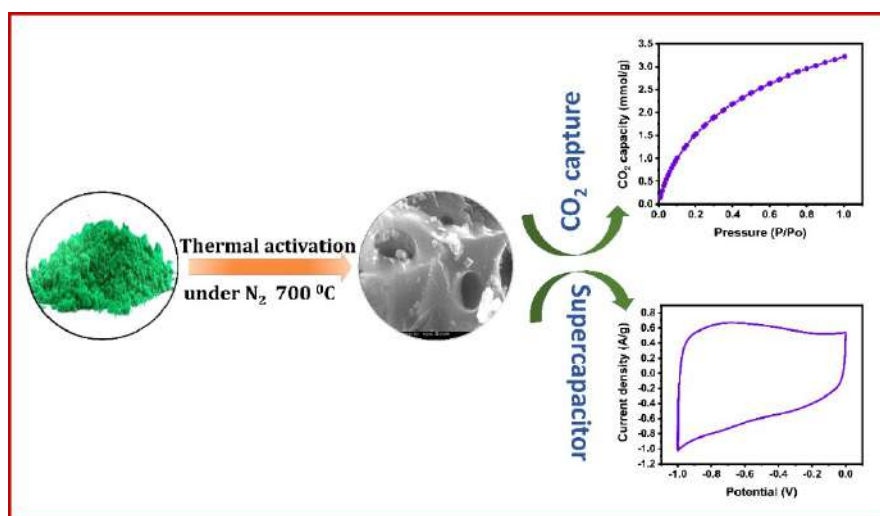 Thermal activation
under N₂ 700 ⁰C
CO₂ capture
Supercapacitor
CO₂ capacity (mmol/g)
3.5
3.0
2.5
2.0
1.5
1.0
0.5
0.0
0.0 0.2 0.4 0.6 0.8 1.0
Pressure (P/Po)
Current density (A/g)
0.8
0.6
0.4
0.2
0.0
-0.2
-0.4
-0.6
-0.8
-1.0
-1.2
-1.0 -0.8 -0.6 -0.4 -0.2 0.0
Potential (V)